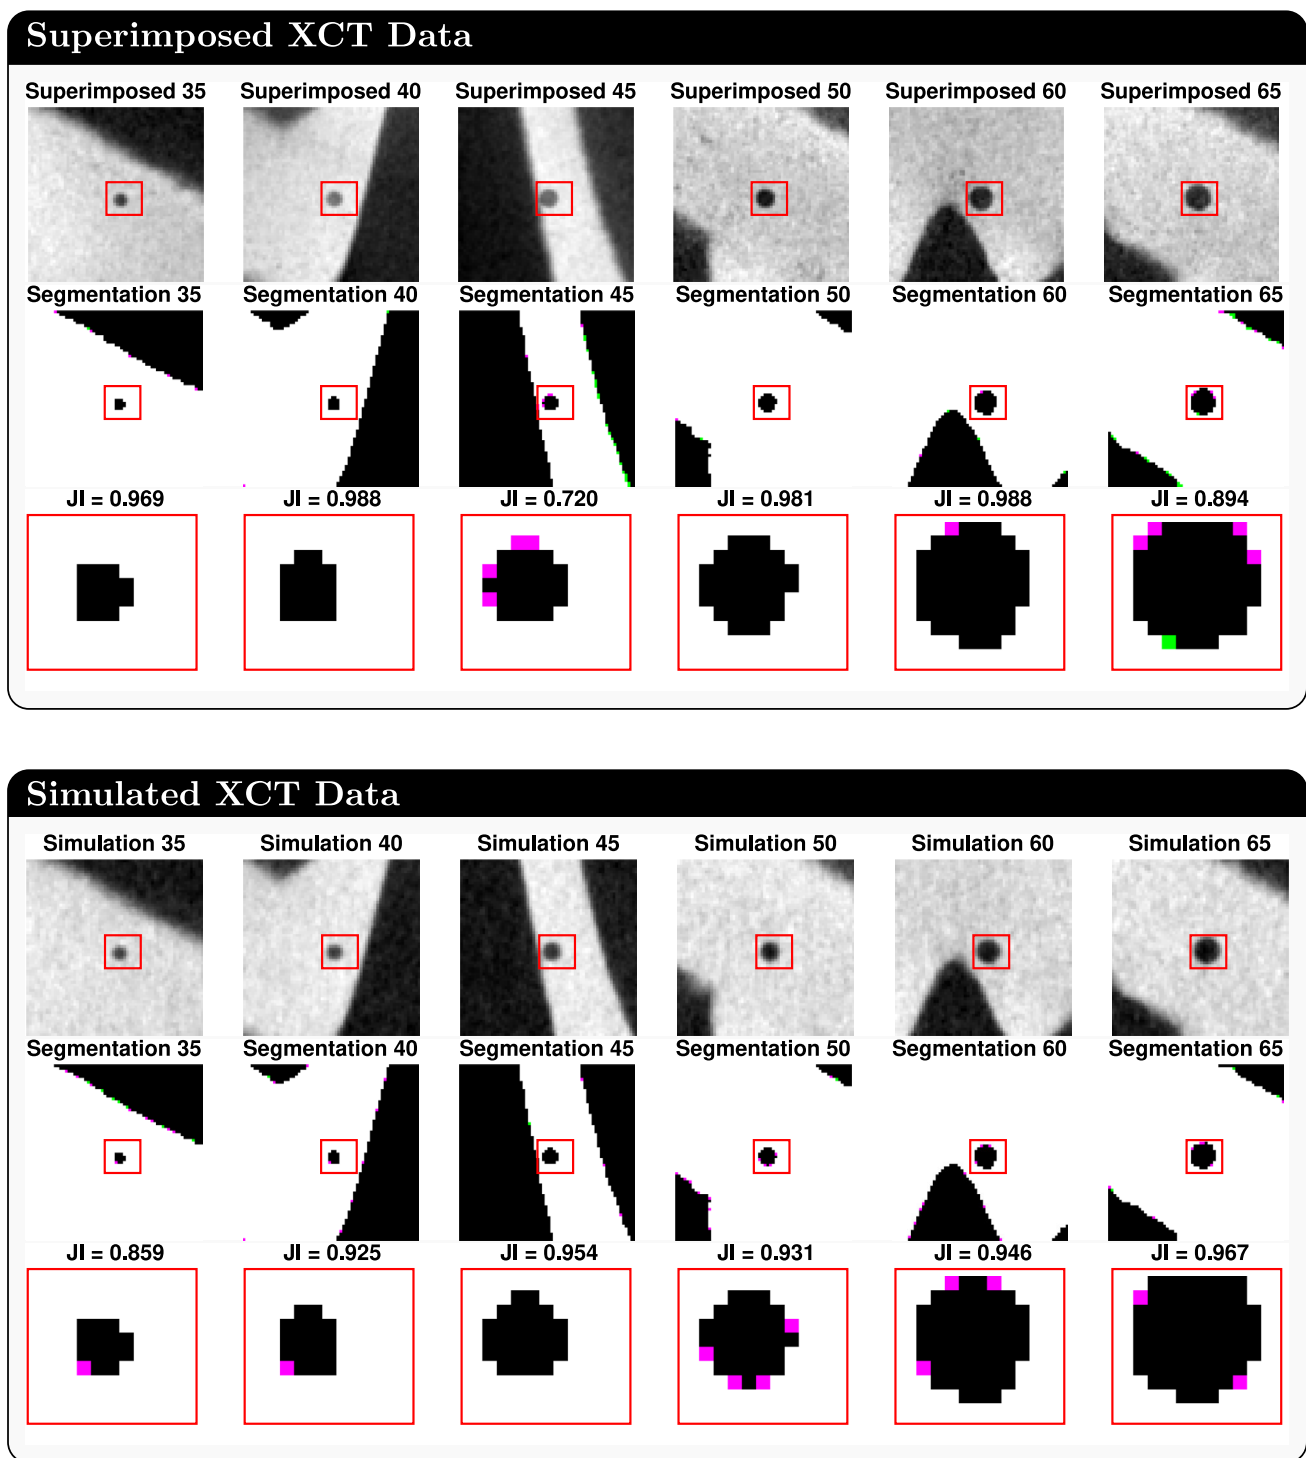 Superimposed XCT Data
Superimposed 35 Superimposed 40 Superimposed 45 Superimposed 50 Superimposed 60 Superimposed 65
Segmentation 35 Segmentation 40 Segmentation 45 Segmentation 50 Segmentation 60 Segmentation 65
JI = 0.969 JI = 0.988 JI = 0.720 JI = 0.981 JI = 0.988 JI = 0.894
Simulated XCT Data
Simulation 35 Simulation 40 Simulation 45 Simulation 50 Simulation 60 Simulation 65
Segmentation 35 Segmentation 40 Segmentation 45 Segmentation 50 Segmentation 60 Segmentation 65
JI = 0.859 JI = 0.925 JI = 0.954 JI = 0.931 JI = 0.946 JI = 0.967